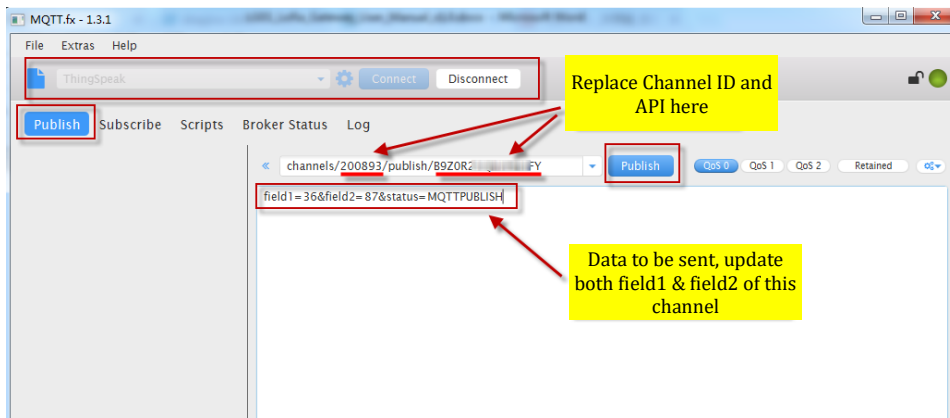 MQTT.fx - 1.3.1
File Extras Help
ThingSpeak Connect Disconnect
Replace Channel ID and
API here
Publish Subscribe Scripts Broker Status Log
channels/200893/publish/B9Z0R2 FY Publish QoS 0 QoS 1 QoS 2 Retained
field1=36&field2=87&status=MQTTPUBLISH
Data to be sent, update
both field1 & field2 of this
channel